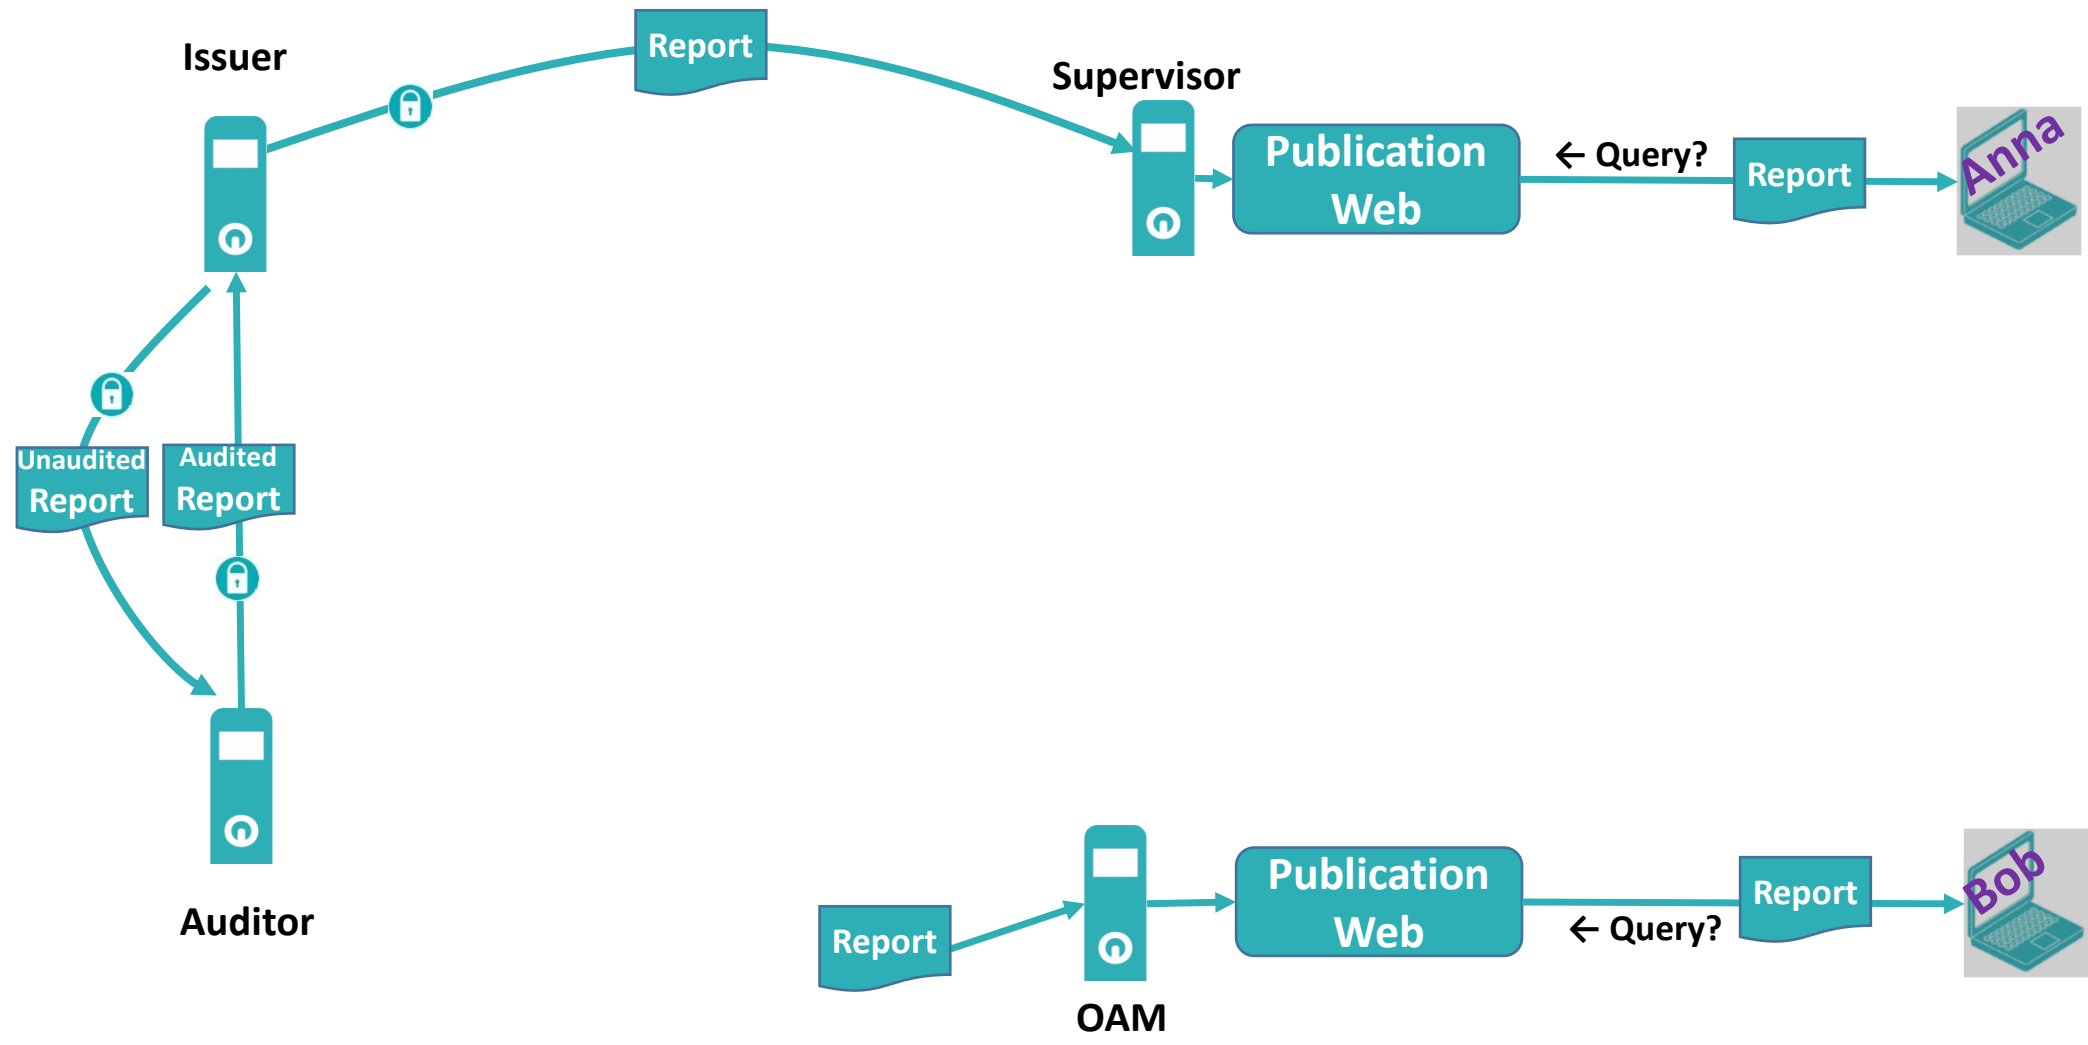 Issuer
Report
Supervisor
Publication
Web
← Query?
Report
Anna
Unaudited
Report
Audited
Report
Auditor
Report
OAM
Publication
Web
← Query?
Report
Bob